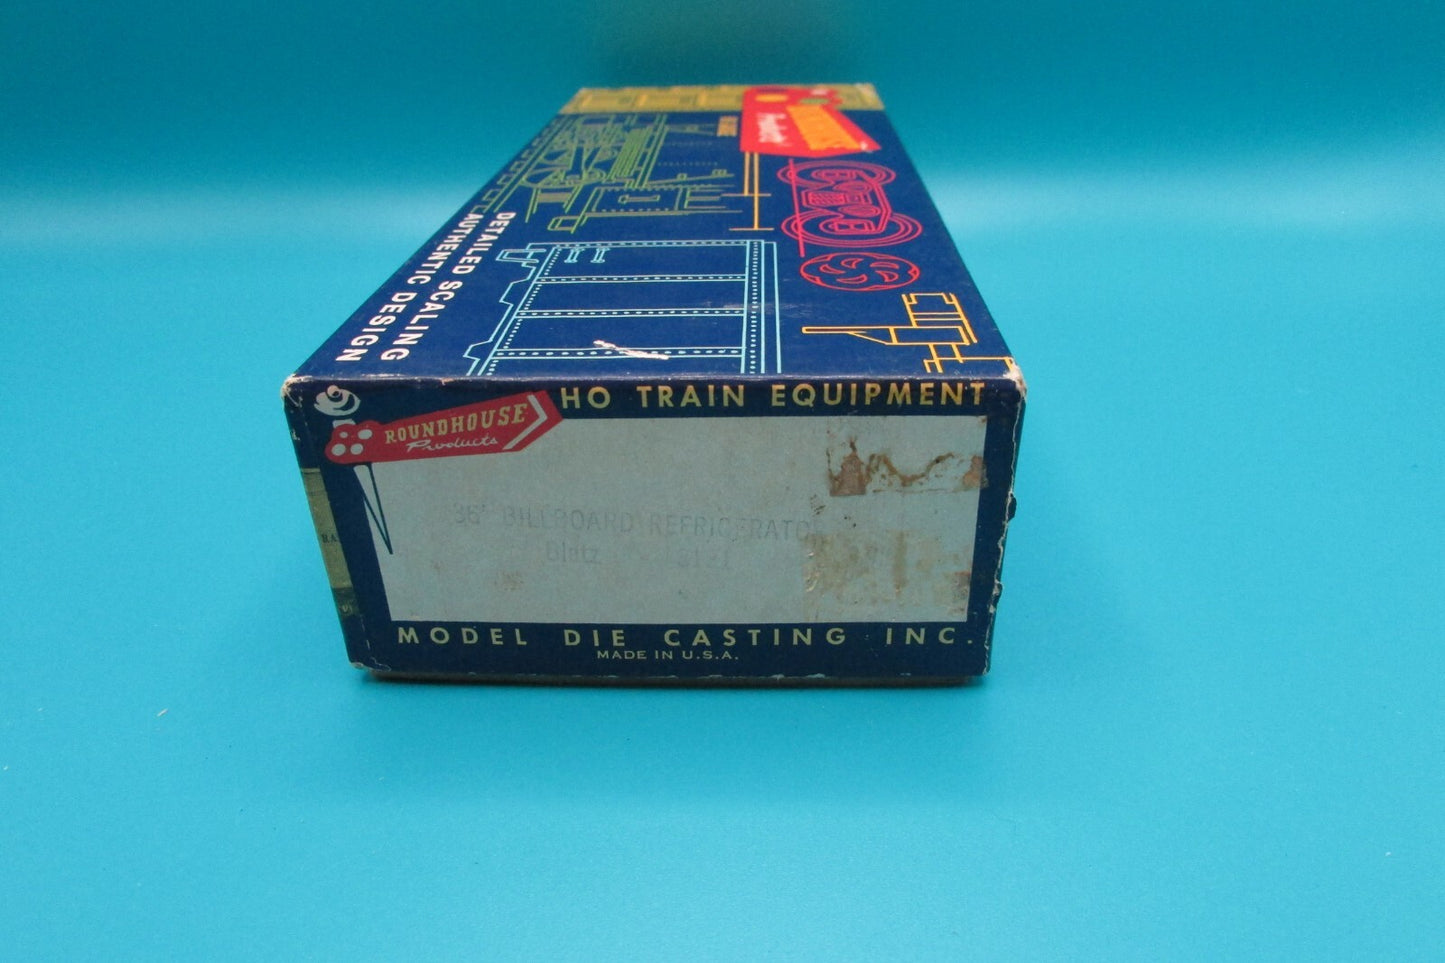 DETAILED SCALING
AUTHENTIC DESIGN
HO TRAIN EQUIPMENT
ROUNDHOUSE
Products
36' BILLBOARD REFRIGERATOR
Blatz
MODEL DIE CASTING INC.
MADE IN U.S.A.